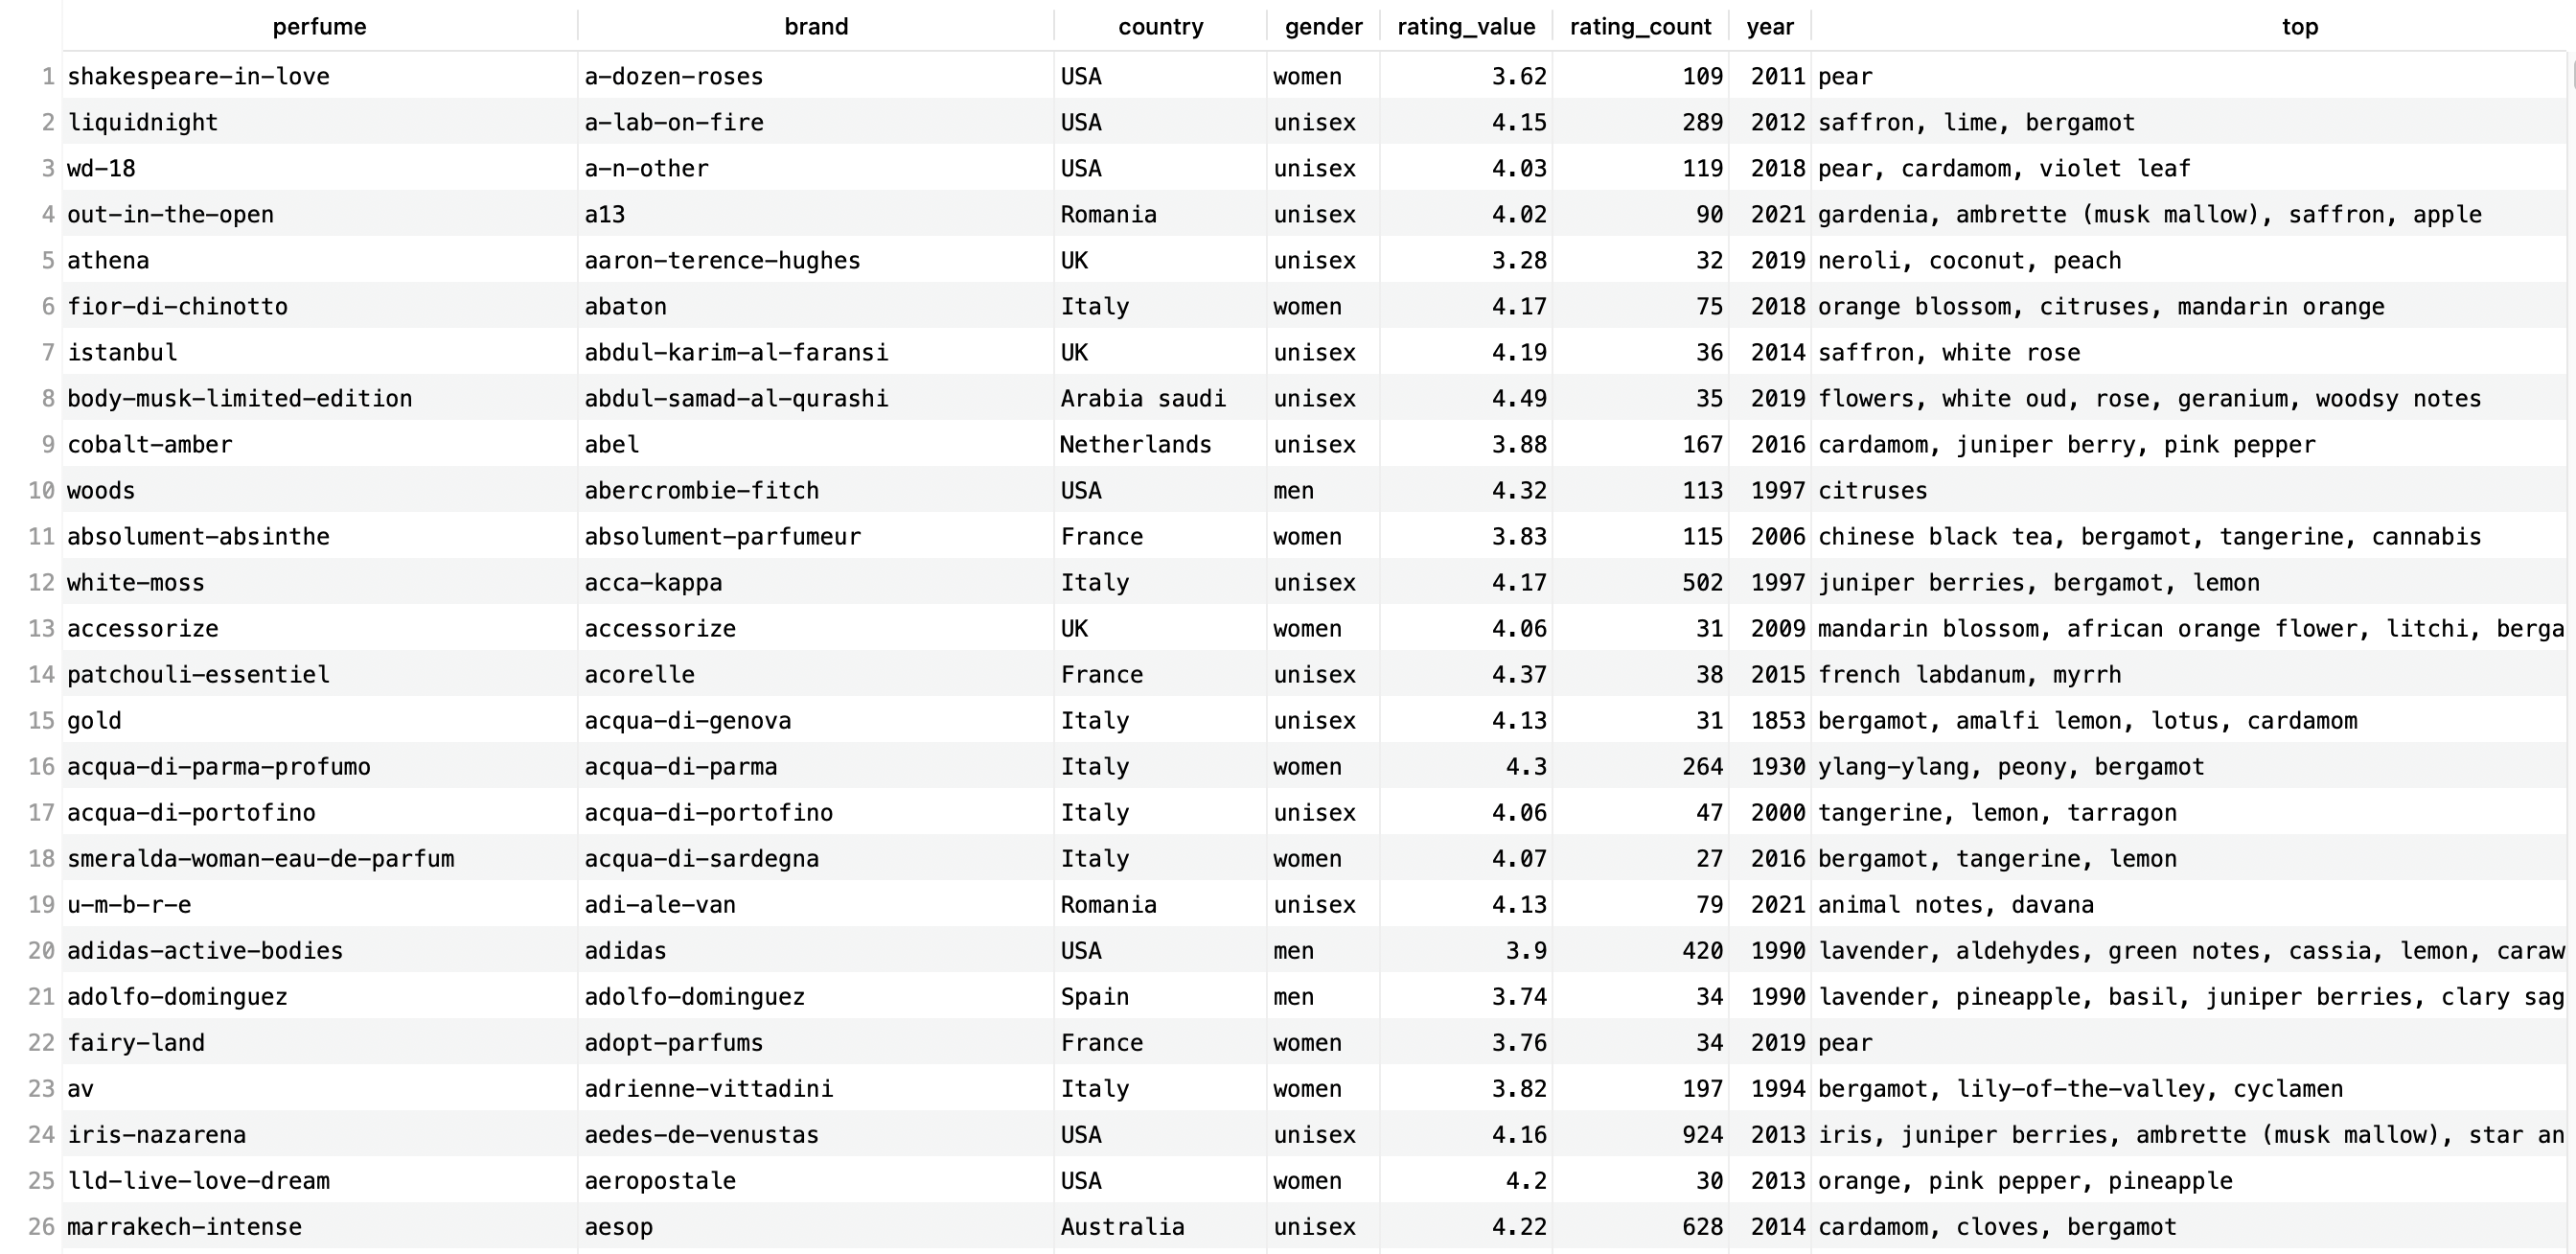 perfume brand country gender rating_value rating_count year top
1 shakespeare-in-love a-dozen-roses USA women 3.62 109 2011 pear
2 liquidnight a-lab-on-fire USA unisex 4.15 289 2012 saffron, lime, bergamot
3 wd-18 a-n-other USA unisex 4.03 119 2018 pear, cardamom, violet leaf
4 out-in-the-open a13 Romania unisex 4.02 90 2021 gardenia, ambrette (musk mallow), saffron, apple
5 athena aaron-terence-hughes UK unisex 3.28 32 2019 neroli, coconut, peach
6 fior-di-chinotto abaton Italy women 4.17 75 2018 orange blossom, citruses, mandarin orange
7 istanbul abdul-karim-al-faransi UK unisex 4.19 36 2014 saffron, white rose
8 body-musk-limited-edition abdul-samad-al-qurashi Arabia saudi unisex 4.49 35 2019 flowers, white oud, rose, geranium, woodsy notes
9 cobalt-amber abel Netherlands unisex 3.88 167 2016 cardamom, juniper berry, pink pepper
10 woods abercrombie-fitch USA men 4.32 113 1997 citruses
11 absolument-absinthe absolument-parfumeur France women 3.83 115 2006 chinese black tea, bergamot, tangerine, cannabis
12 white-moss acca-kappa Italy unisex 4.17 502 1997 juniper berries, bergamot, lemon
13 accessorize accessorize UK women 4.06 31 2009 mandarin blossom, african orange flower, litchi, berga
14 patchouli-essentiel acorelle France unisex 4.37 38 2015 french labdanum, myrrh
15 gold acqua-di-genova Italy unisex 4.13 31 1853 bergamot, amalfi lemon, lotus, cardamom
16 acqua-di-parma-profumo acqua-di-parma Italy women 4.3 264 1930 ylang-ylang, peony, bergamot
17 acqua-di-portofino acqua-di-portofino Italy unisex 4.06 47 2000 tangerine, lemon, tarragon
18 smeralda-woman-eau-de-parfum acqua-di-sardegna Italy women 4.07 27 2016 bergamot, tangerine, lemon
19 u-m-b-r-e adi-ale-van Romania unisex 4.13 79 2021 animal notes, davana
20 adidas-active-bodies adidas USA men 3.9 420 1990 lavender, aldehydes, green notes, cassia, lemon, caraw
21 adolfo-dominguez adolfo-dominguez Spain men 3.74 34 1990 lavender, pineapple, basil, juniper berries, clary sag
22 fairy-land adopt-parfums France women 3.76 34 2019 pear
23 av adrienne-vittadini Italy women 3.82 197 1994 bergamot, lily-of-the-valley, cyclamen
24 iris-nazarena aedes-de-venustas USA unisex 4.16 924 2013 iris, juniper berries, ambrette (musk mallow), star an
25 lld-live-love-dream aeropostale USA women 4.2 30 2013 orange, pink pepper, pineapple
26 marrakech-intense aesop Australia unisex 4.22 628 2014 cardamom, cloves, bergamot